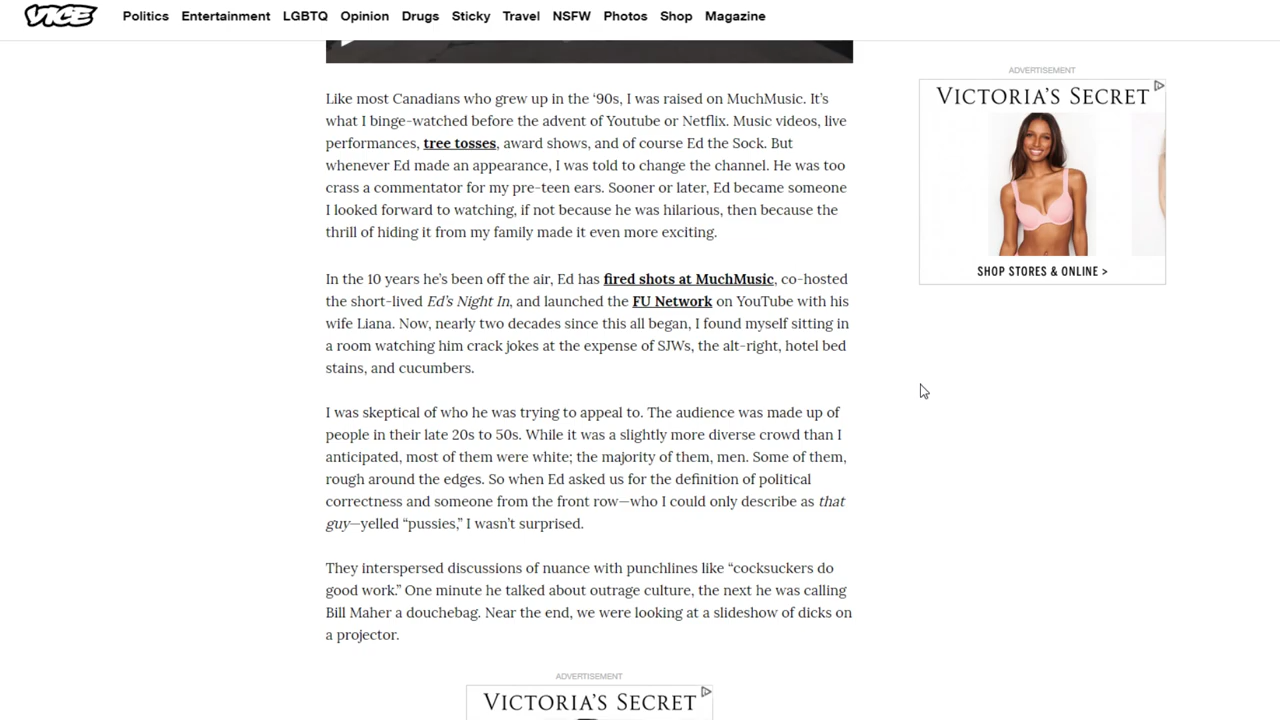 VICE
Politics Entertainment LGBTQ Opinion Drugs Sticky Travel NSFW Photos Shop Magazine
Like most Canadians who grew up in the ‘90s, I was raised on MuchMusic. It’s
what I binge-watched before the advent of Youtube or Netflix. Music videos, live
performances, tree tosses, award shows, and of course Ed the Sock. But
whenever Ed made an appearance, I was told to change the channel. He was too
crass a commentator for my pre-teen ears. Sooner or later, Ed became someone
I looked forward to watching, if not because he was hilarious, then because the
thrill of hiding it from my family made it even more exciting.
In the 10 years he’s been off the air, Ed has fired shots at MuchMusic, co-hosted
the short-lived Ed’s Night In, and launched the FU Network on YouTube with his
wife Liana. Now, nearly two decades since this all began, I found myself sitting in
a room watching him crack jokes at the expense of SJWs, the alt-right, hotel bed
stains, and cucumbers.
I was skeptical of who he was trying to appeal to. The audience was made up of
people in their late 20s to 50s. While it was a slightly more diverse crowd than I
anticipated, most of them were white; the majority of them, men. Some of them,
rough around the edges. So when Ed asked us for the definition of political
correctness and someone from the front row—who I could only describe as that
guy—yelled “pussies,” I wasn’t surprised.
They interspersed discussions of nuance with punchlines like “cocksuckers do
good work.” One minute he talked about outrage culture, the next he was calling
Bill Maher a douchebag. Near the end, we were looking at a slideshow of dicks on
a projector.
ADVERTISEMENT
VICTORIA’S SECRET
ADVERTISEMENT
VICTORIA’S SECRET
SHOP STORES & ONLINE >